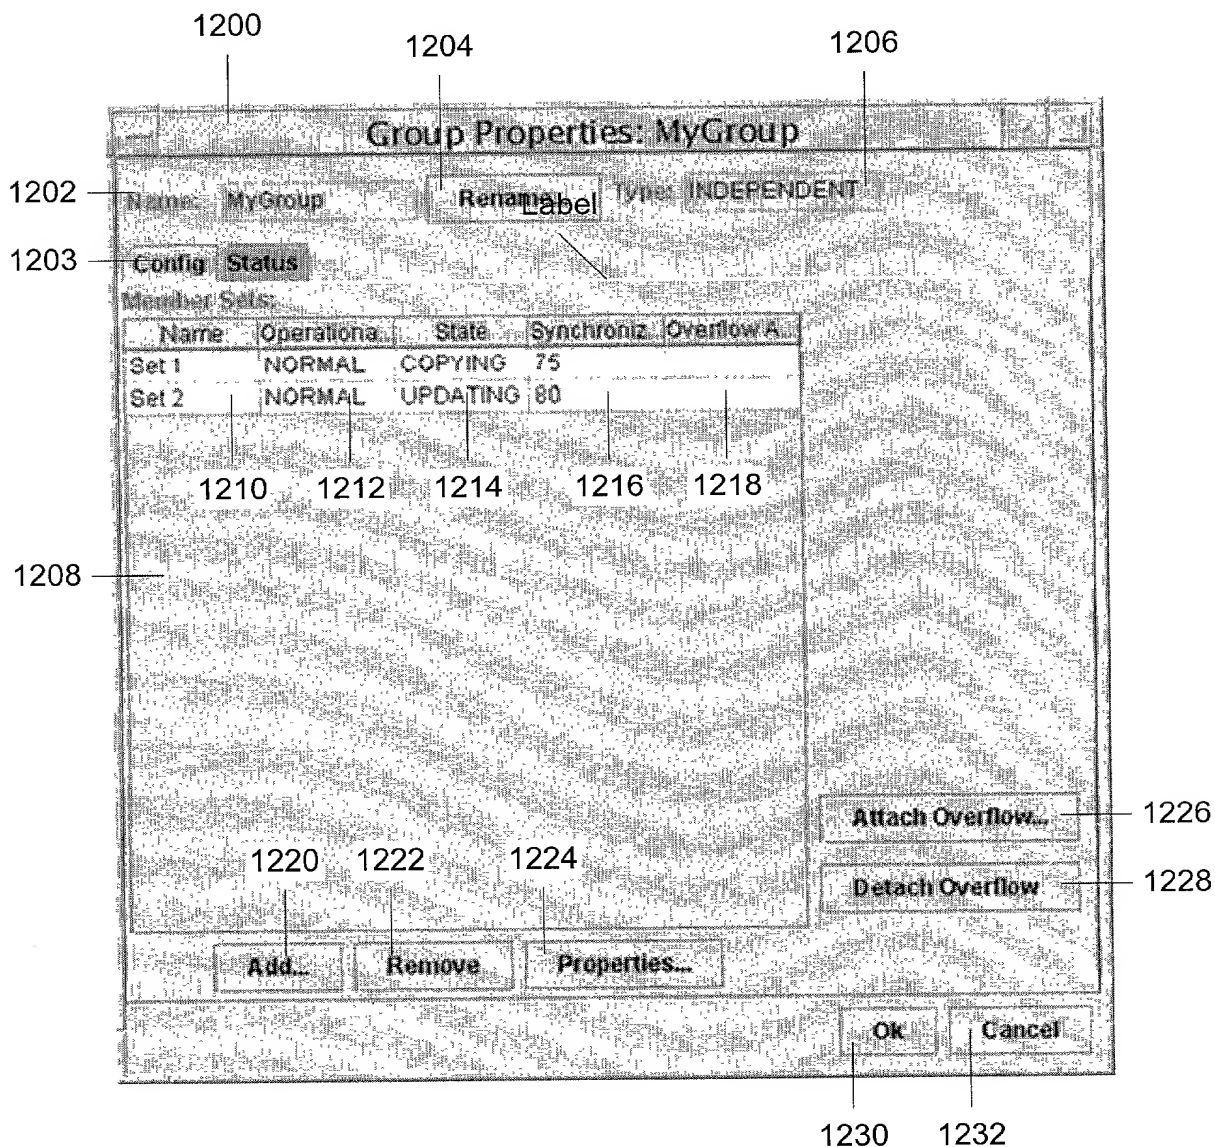 1200
1204
1206
Group Properties: MyGroup
1202
Name: MyGroup Rename... Type: INDEPENDENT
Label
1203
Config Status
Member Sets:
Name Operationa... State Synchroniz... Overflow A...
Set 1 NORMAL COPYING 75
Set 2 NORMAL UPDATING 80
1210 1212 1214 1216 1218
1208
Attach Overflow... 1226
1220 1222 1224
Detach Overflow 1228
Add... Remove Properties...
Ok Cancel
1230 1232